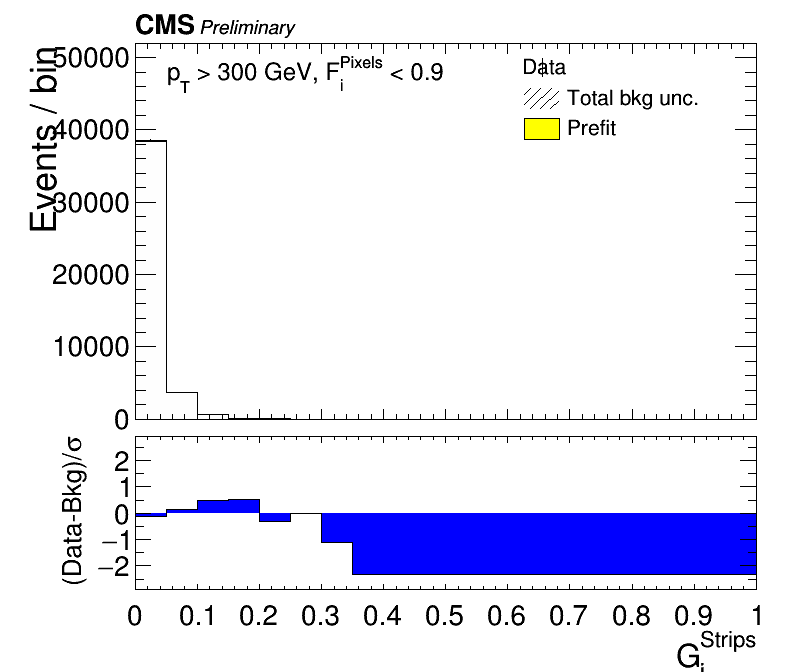 CMS Preliminary
Events / bin
50000
40000
30000
20000
10000
0
p_T > 300 GeV, F_i^Pixels < 0.9
Data
Total bkg unc.
Prefit
(Data-Bkg)/σ
2
1
0
−1
−2
0 0.1 0.2 0.3 0.4 0.5 0.6 0.7 0.8 0.9 1
G_i^Strips